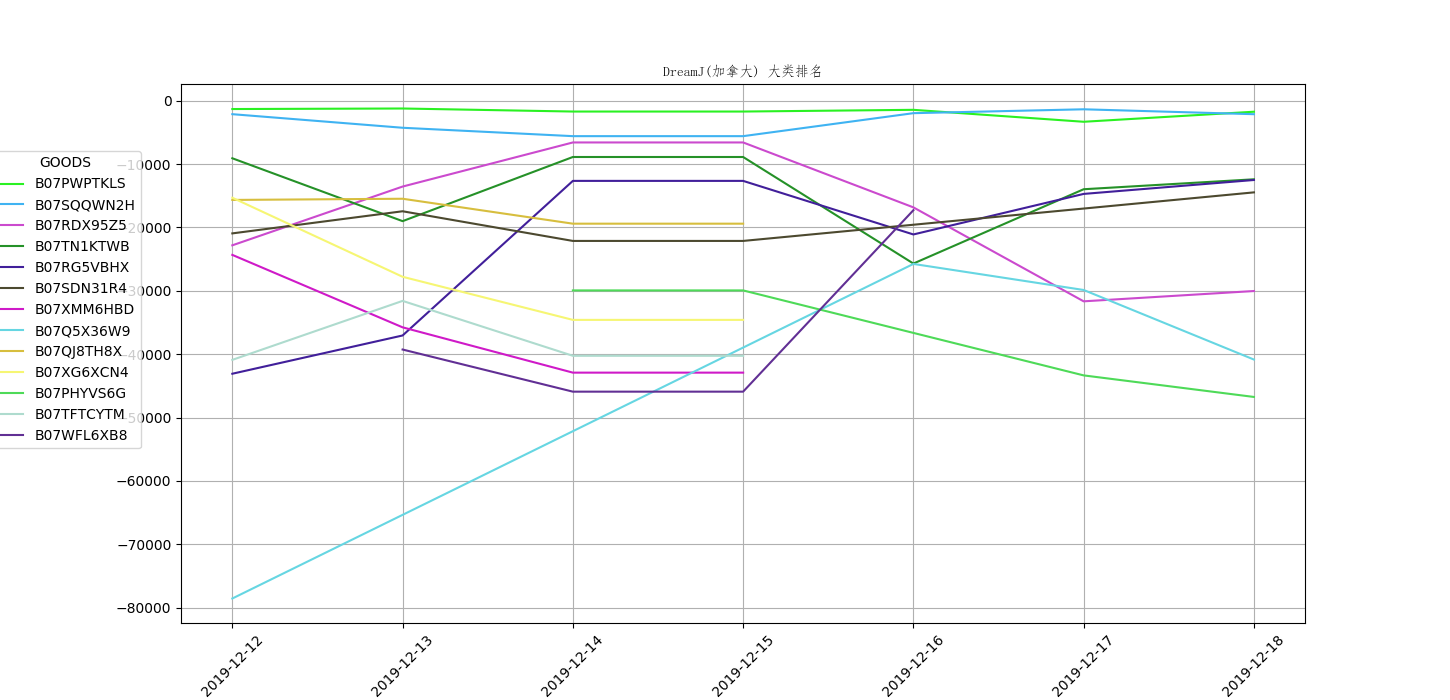 DreamJ(加拿大) 大类排名
0
−10000
−20000
−30000
−40000
−50000
−60000
−70000
−80000
GOODS
B07PWPTKLS
B07SQQWN2H
B07RDX95Z5
B07TN1KTWB
B07RG5VBHX
B07SDN31R4
B07XMM6HBD
B07Q5X36W9
B07QJ8TH8X
B07XG6XCN4
B07PHYVS6G
B07TFTCYTM
B07WFL6XB8
2019-12-12
2019-12-13
2019-12-14
2019-12-15
2019-12-16
2019-12-17
2019-12-18